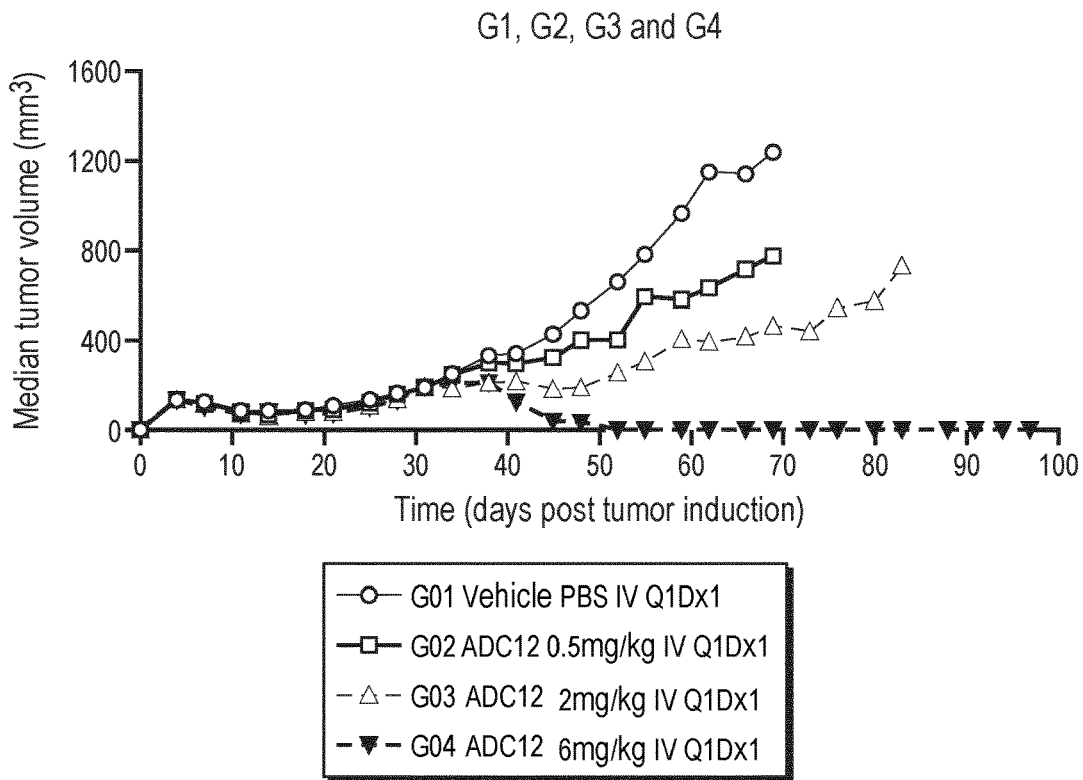 G1, G2, G3 and G4
Median tumor volume (mm3)
1600
1200
800
400
0
0 10 20 30 40 50 60 70 80 90 100
Time (days post tumor induction)
G01 Vehicle PBS IV Q1Dx1
G02 ADC12 0.5mg/kg IV Q1Dx1
G03 ADC12 2mg/kg IV Q1Dx1
G04 ADC12 6mg/kg IV Q1Dx1